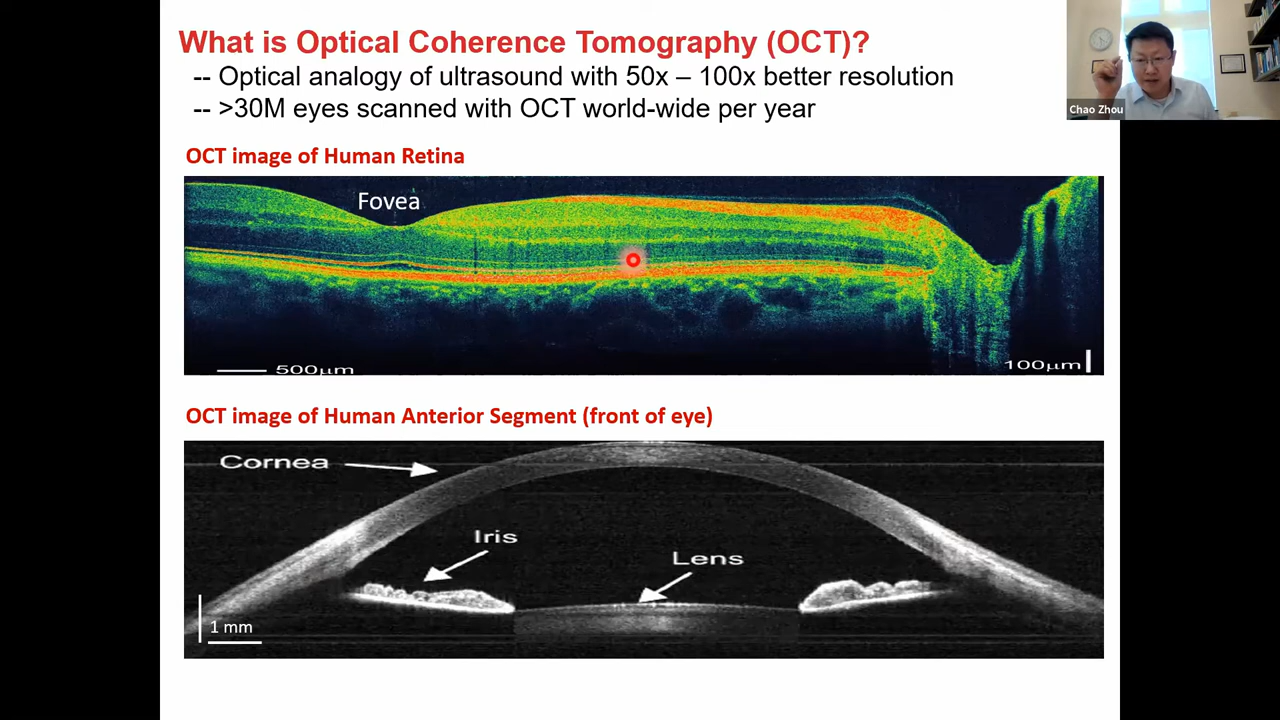 What is Optical Coherence Tomography (OCT)?
-- Optical analogy of ultrasound with 50x – 100x better resolution
-- >30M eyes scanned with OCT world-wide per year
Chao Zhou
OCT image of Human Retina
Fovea
500μm
100μm
OCT image of Human Anterior Segment (front of eye)
Cornea
Iris
Lens
1 mm